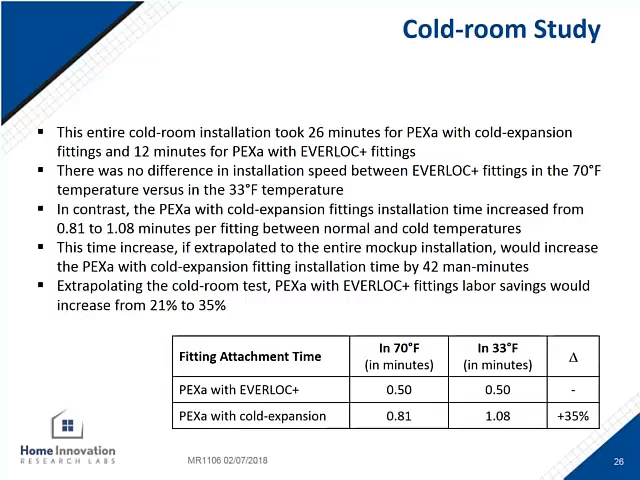 Cold-room Study
▪ This entire cold-room installation took 26 minutes for PEXa with cold-expansion
fittings and 12 minutes for PEXa with EVERLOC+ fittings
▪ There was no difference in installation speed between EVERLOC+ fittings in the 70°F
temperature versus in the 33°F temperature
▪ In contrast, the PEXa with cold-expansion fittings installation time increased from
0.81 to 1.08 minutes per fitting between normal and cold temperatures
▪ This time increase, if extrapolated to the entire mockup installation, would increase
the PEXa with cold-expansion fitting installation time by 42 man-minutes
▪ Extrapolating the cold-room test, PEXa with EVERLOC+ fittings labor savings would
increase from 21% to 35%
Fitting Attachment Time In 70°F (in minutes) In 33°F (in minutes) Δ
PEXa with EVERLOC+ 0.50 0.50 -
PEXa with cold-expansion 0.81 1.08 +35%
Home Innovation
RESEARCH LABS
MR1106 02/07/2018
26